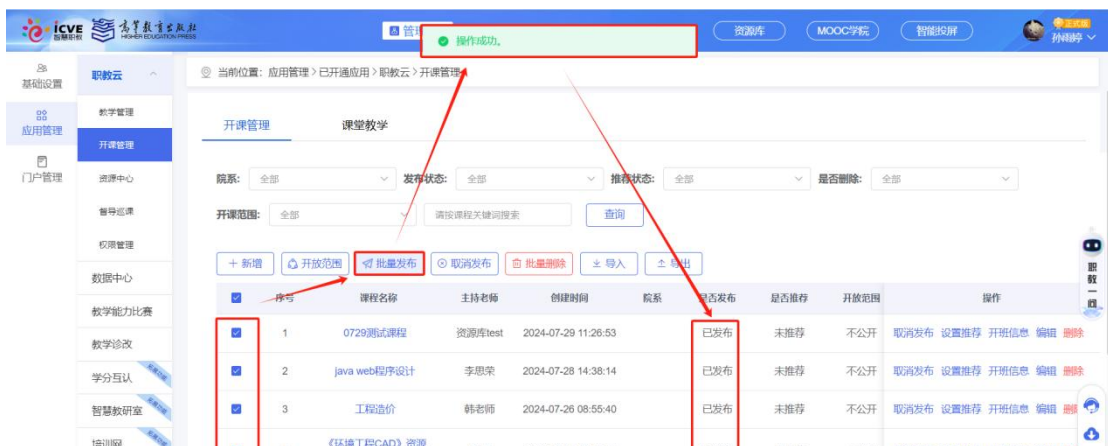 icve 智慧职教 高等教育出版社 HIGHER EDUCATION PRESS
操作成功。
资源库 MOOC学院 智能投屏 正式版 孙雨婷
基础设置
应用管理
门户管理
职教云
教学管理
开课管理
资源中心
督导巡课
权限管理
数据中心
教学能力比赛
教学诊改
学分互认
智慧教研室
培训网
当前位置：应用管理 > 已开通应用 > 职教云 > 开课管理
开课管理 课堂教学
院系： 全部 发布状态： 全部 推荐状态： 全部 是否删除： 全部
开课范围： 全部 请按课程关键词搜索 查询
新增 开放范围 批量发布 取消发布 批量删除 导入 导出
序号 课程名称 主持老师 创建时间 院系 是否发布 是否推荐 开放范围 操作
1 0729测试课程 资源库test 2024-07-29 11:26:53 已发布 未推荐 不公开 取消发布 设置推荐 开班信息 编辑 删除
2 java web程序设计 李思荣 2024-07-28 14:38:14 已发布 未推荐 不公开 取消发布 设置推荐 开班信息 编辑 删除
3 工程造价 韩老师 2024-07-26 08:55:40 已发布 未推荐 不公开 取消发布 设置推荐 开班信息 编辑
《环境工程CAD》资源
职教一问